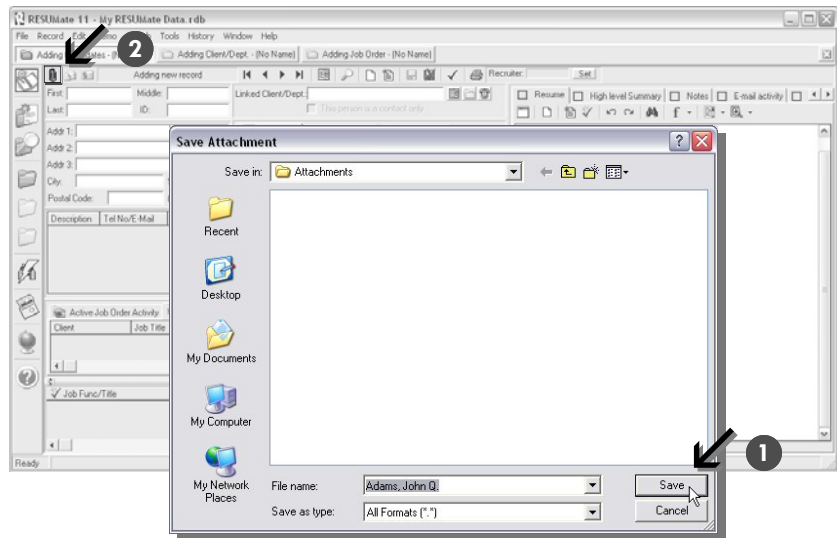 RESUMate 11 - My RESUMate Data.rdb
File Record Edit Tools History Window Help
Adding Client/Dept. - [No Name] Adding Job Order - [No Name]
2
Adding new record Recruiter: Set
First: Middle: Linked Client/Dept.: Resume High level Summary Notes E-mail activity
Last: ID: This person is a contact only
Addr 1:
Addr 2:
Addr 3:
City:
Postal Code:
Description Tel No/E-Mail
Active Job Order Activity
Client Job Title
Job Func/Title
Ready
Save Attachment
Save in: Attachments
Recent
Desktop
My Documents
My Computer
My Network
Places
File name: Adams, John Q. Save
Save as type: All Formats (*.*) Cancel
1